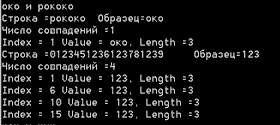 око и рококо
Строка =рококо Образец=око
Число совпадений =1
Index = 1 Value = око, Length =3
Строка =0123451236123781239 Образец=123
Число совпадений =4
Index = 1 Value = 123, Length =3
Index = 6 Value = 123, Length =3
Index = 10 Value = 123, Length =3
Index = 15 Value = 123, Length =3